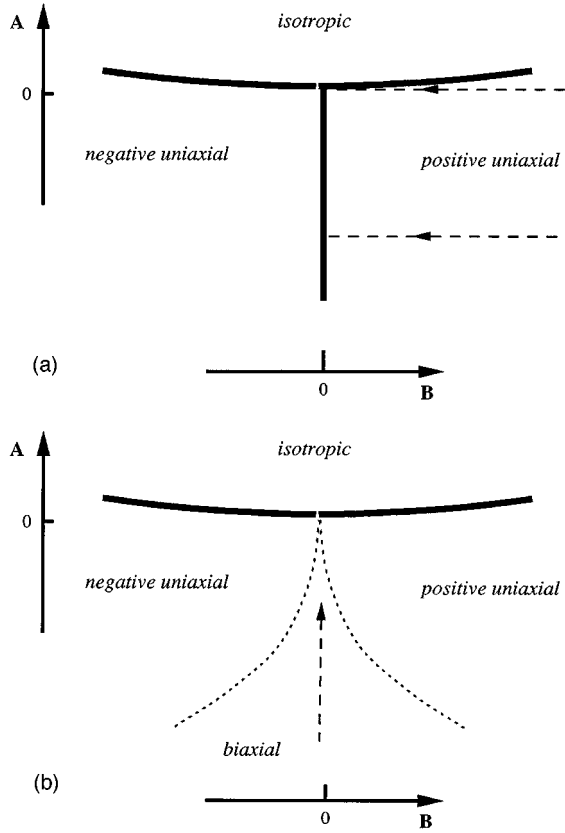 A
isotropic
0
negative uniaxial
positive uniaxial
(a)
0
B
A
isotropic
0
negative uniaxial
positive uniaxial
biaxial
(b)
0
B